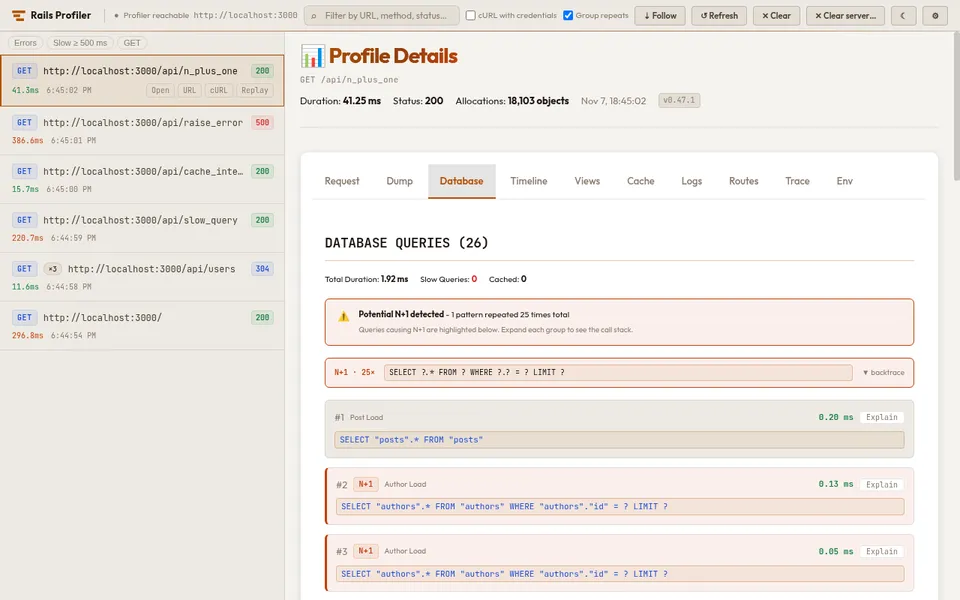 Rails Profiler
Profiler reachable http://localhost:3000
Filter by URL, method, status...
cURL with credentials
Group repeats
↓ Follow
↺ Refresh
✕ Clear
✕ Clear server...
Errors
Slow ≥ 500 ms
GET
GET http://localhost:3000/api/n_plus_one 200
41.3ms 6:45:02 PM Open URL cURL Replay
GET http://localhost:3000/api/raise_error 500
386.6ms 6:45:01 PM
GET http://localhost:3000/api/cache_inte… 200
15.7ms 6:45:00 PM
GET http://localhost:3000/api/slow_query 200
220.7ms 6:44:59 PM
GET ×3 http://localhost:3000/api/users 304
11.6ms 6:44:58 PM
GET http://localhost:3000/ 200
296.8ms 6:44:54 PM
Profile Details
GET /api/n_plus_one
Duration: 41.25 ms Status: 200 Allocations: 18,103 objects Nov 7, 18:45:02 v0.47.1
Request Dump Database Timeline Views Cache Logs Routes Trace Env
DATABASE QUERIES (26)
Total Duration: 1.92 ms Slow Queries: 0 Cached: 0
Potential N+1 detected - 1 pattern repeated 25 times total
Queries causing N+1 are highlighted below. Expand each group to see the call stack.
N+1 · 25× SELECT ?.* FROM ? WHERE ?.? = ? LIMIT ? ▼ backtrace
#1 Post Load 0.20 ms Explain
SELECT "posts".* FROM "posts"
#2 N+1 Author Load 0.13 ms Explain
SELECT "authors".* FROM "authors" WHERE "authors"."id" = ? LIMIT ?
#3 N+1 Author Load 0.05 ms Explain
SELECT "authors".* FROM "authors" WHERE "authors"."id" = ? LIMIT ?